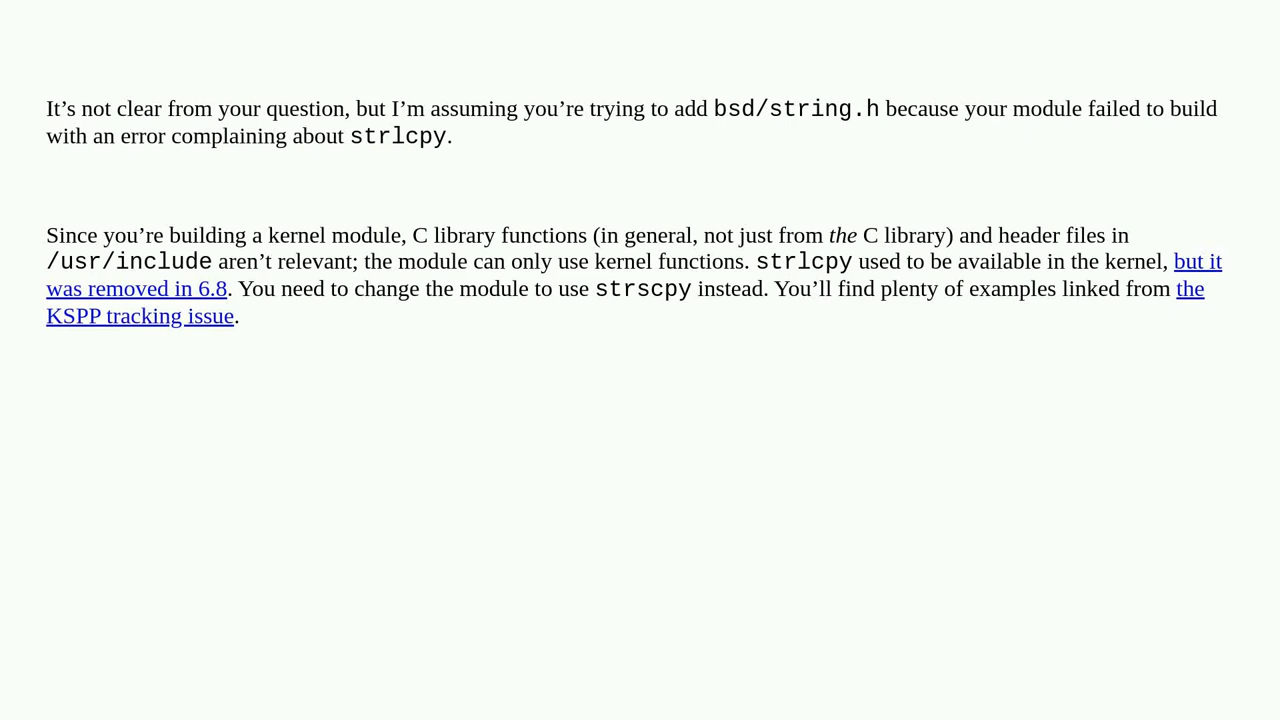 It’s not clear from your question, but I’m assuming you’re trying to add bsd/string.h because your module failed to build
with an error complaining about strlcpy.
Since you’re building a kernel module, C library functions (in general, not just from the C library) and header files in
/usr/include aren’t relevant; the module can only use kernel functions. strlcpy used to be available in the kernel, but it
was removed in 6.8. You need to change the module to use strscpy instead. You’ll find plenty of examples linked from the
KSPP tracking issue.